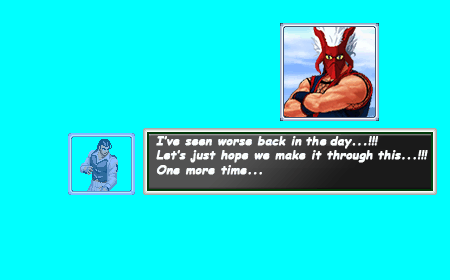 I've seen worse back in the day...!!!
Let's just hope we make it through this...!!!
One more time...